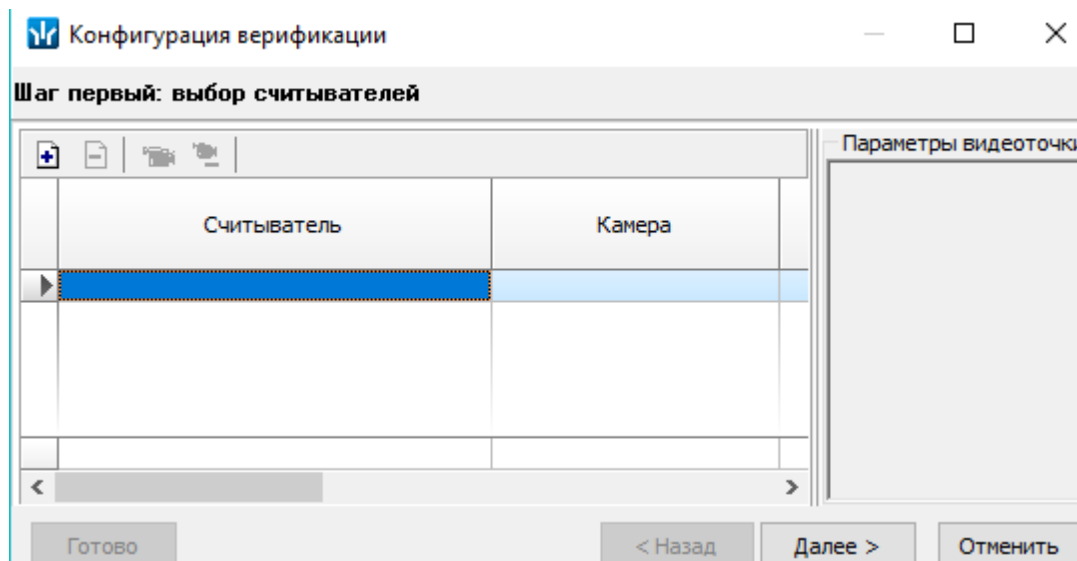 Конфигурация верификации
Шаг первый: выбор считывателей
Параметры видеоточки
Считыватель
Камера
Готово
< Назад
Далее >
Отменить